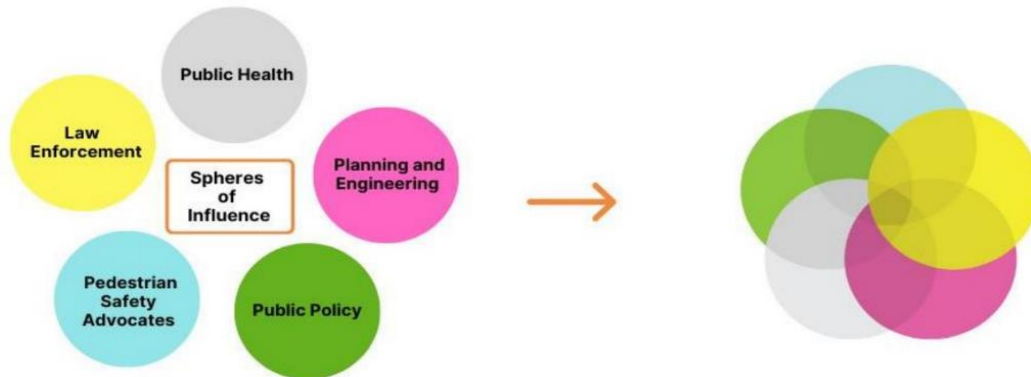 Public Health
Law
Enforcement
Planning and
Engineering
Spheres
of
Influence
Pedestrian
Safety
Advocates
Public Policy